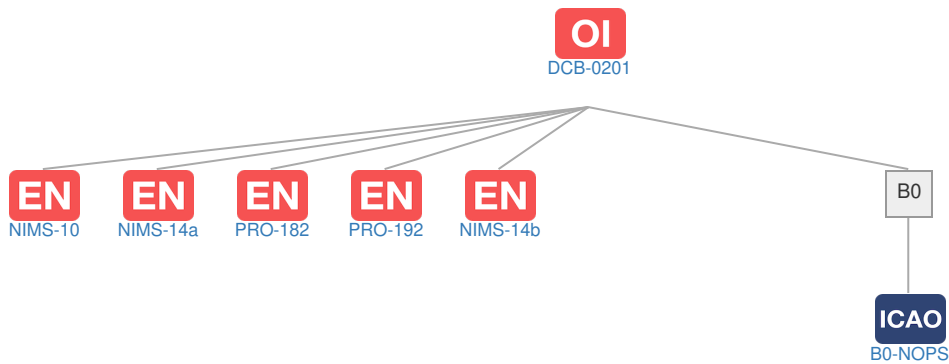 OI
DCB-0201
EN EN EN EN EN B0
NIMS-10 NIMS-14a PRO-182 PRO-192 NIMS-14b
ICAO
B0-NOPS